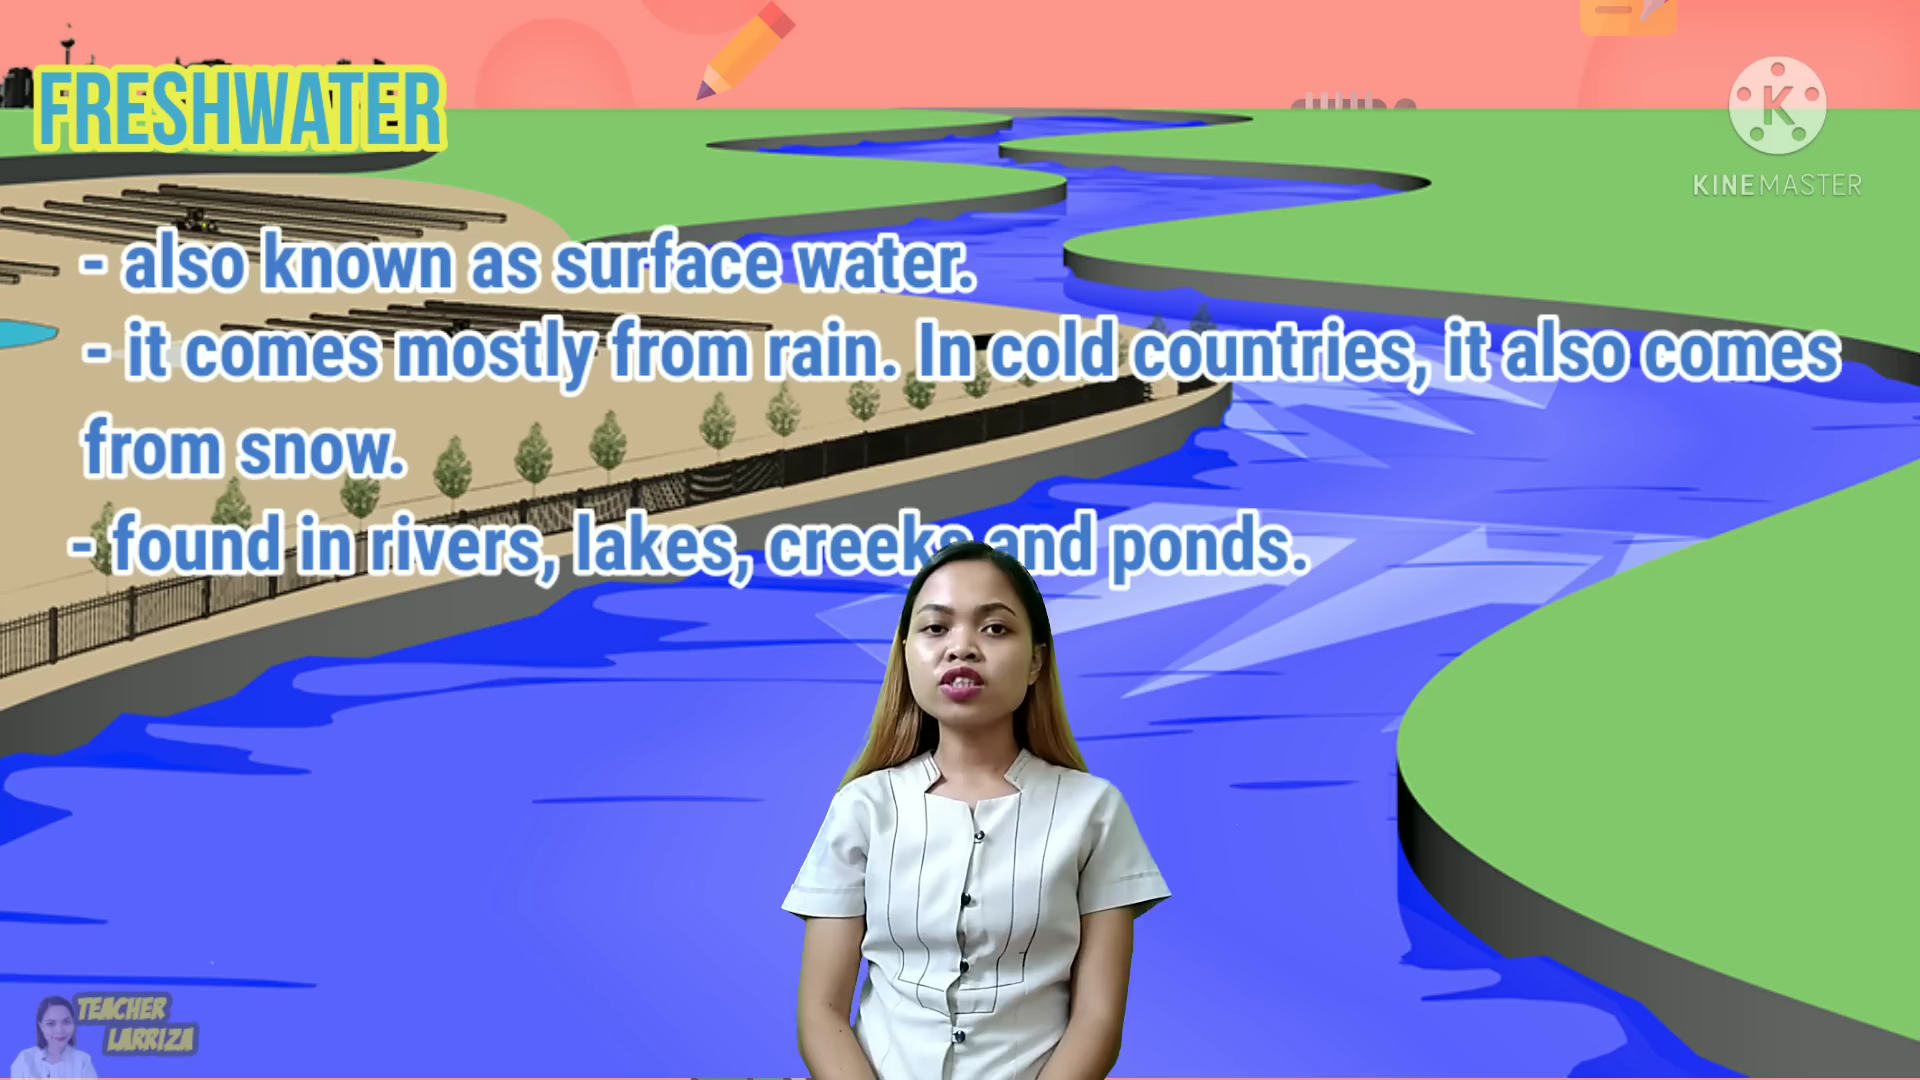 FRESHWATER
K
KINEMASTER
- also known as surface water.
- it comes mostly from rain. In cold countries, it also comes
from snow.
- found in rivers, lakes, creeks and ponds.
TEACHER
LARRIZA